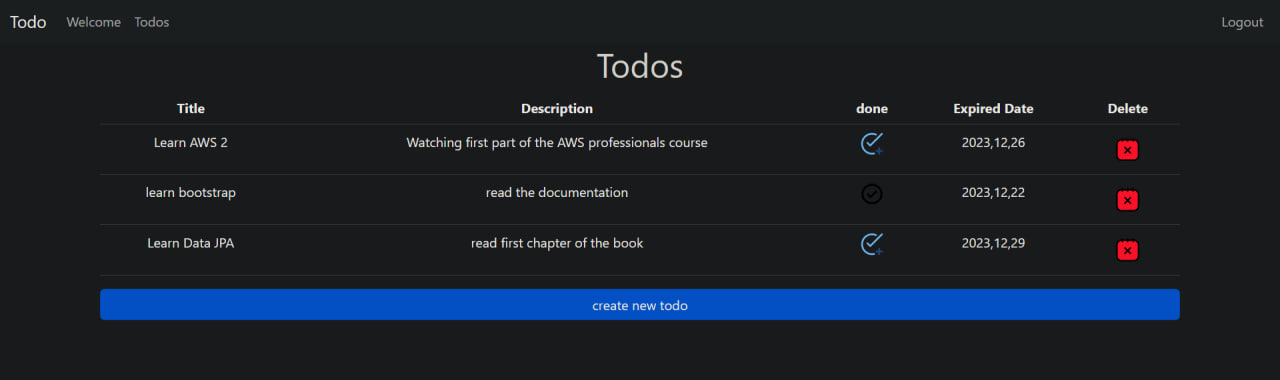 Todo Welcome Todos Logout
Todos
Title Description done Expired Date Delete
Learn AWS 2 Watching first part of the AWS professionals course 2023,12,26
learn bootstrap read the documentation 2023,12,22
Learn Data JPA read first chapter of the book 2023,12,29
create new todo